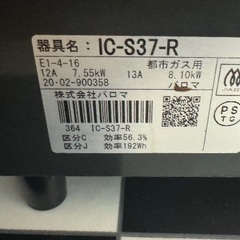 器具名: IC-S37-R
E1-4-16 都市ガス用
12A 7.55kW 13A 8.10kW
20·02-900358 パロマ
株式会社パロマ
364 IC-S37-R
区分C 効率56.3%
区分J 効率192Wh
PS
TG